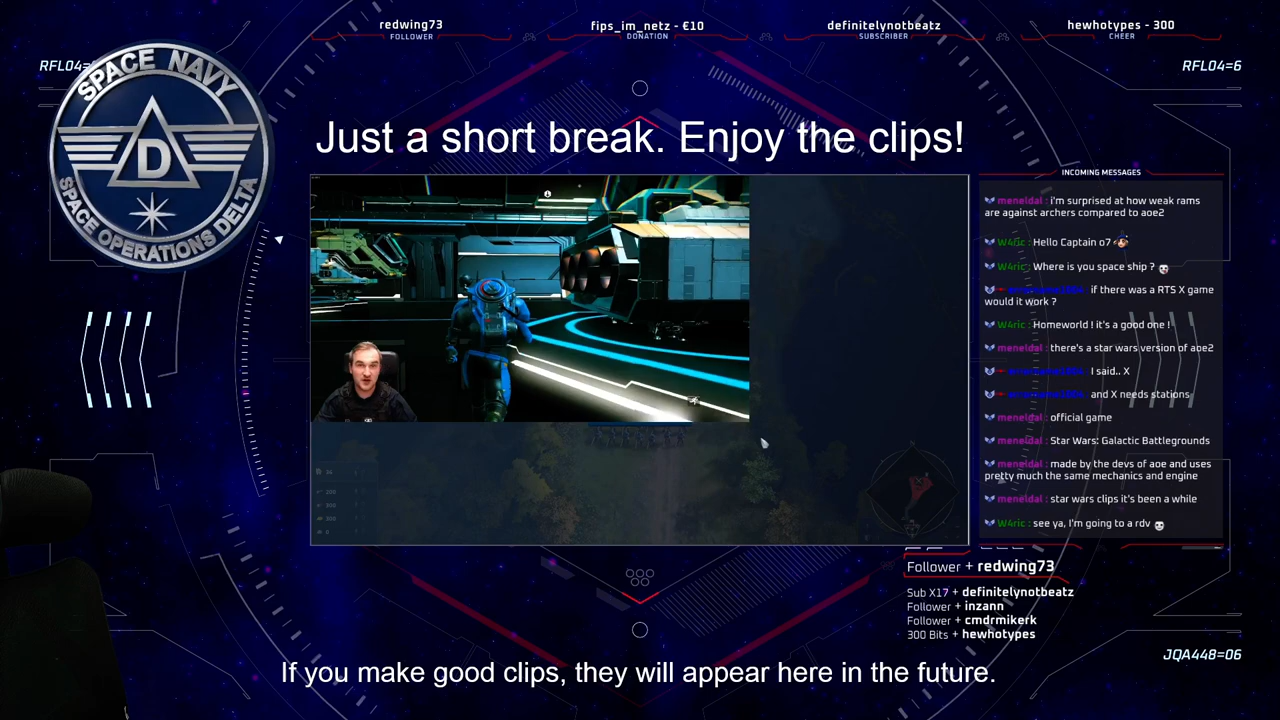 redwing73
FOLLOWER
fips_im_netz - €10
DONATION
definitelynotbeatz
SUBSCRIBER
hewhotypes - 300
CHEER
RFL04=
RFL04=6
SPACE NAVY
D
SPACE OPERATIONS DELTA
Just a short break. Enjoy the clips!
INCOMING MESSAGES
meneldal : i'm surprised at how weak rams
are against archers compared to aoe2
W4ric : Hello Captain o7
W4ric : Where is you space ship ?
if there was a RTS X game
would it work ?
W4ric : Homeworld ! it's a good one !
meneldal : there's a star wars version of aoe2
I said.. X
and X needs stations
meneldal : official game
meneldal : Star Wars: Galactic Battlegrounds
meneldal : made by the devs of aoe and uses
pretty much the same mechanics and engine
meneldal : star wars clips it's been a while
W4ric : see ya, I'm going to a rdv
Follower + redwing73
Sub X17 + definitelynotbeatz
Follower + inzann
Follower + cmdrmikerk
300 Bits + hewhotypes
JQA448=06
If you make good clips, they will appear here in the future.